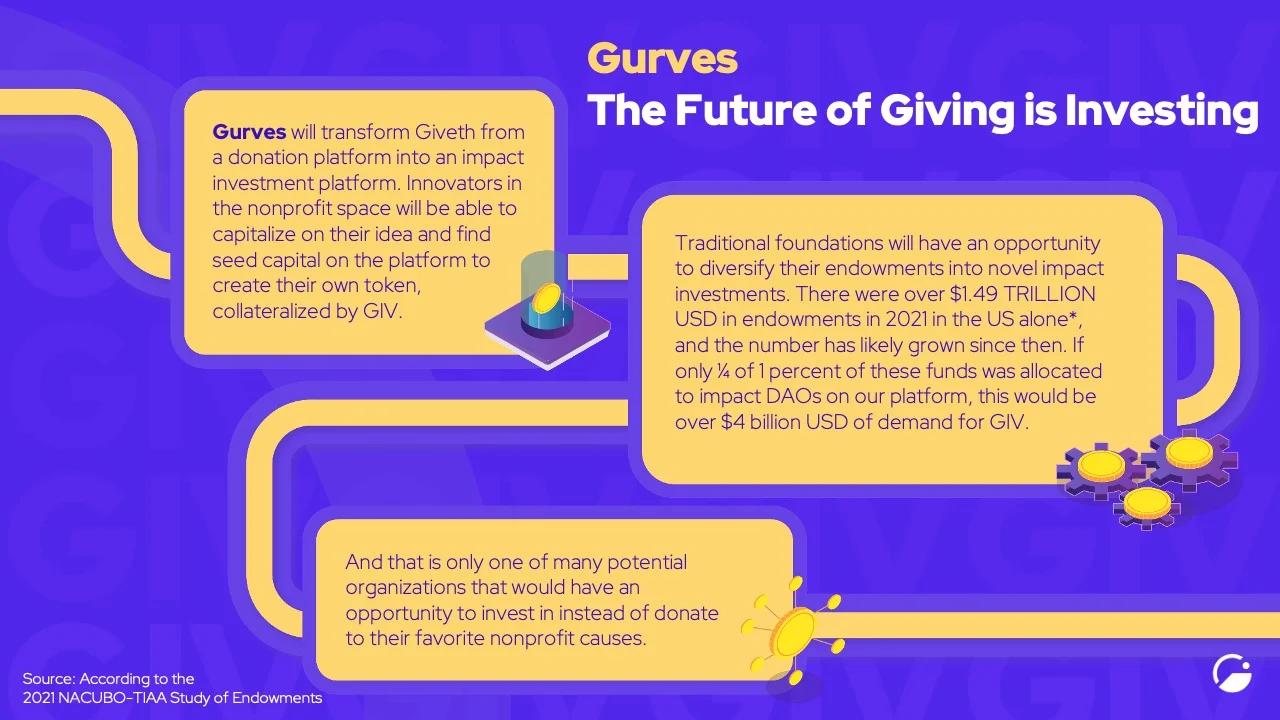 Gurves
The Future of Giving is Investing
Gurves will transform Giveth from
a donation platform into an impact
investment platform. Innovators in
the nonprofit space will be able to
capitalize on their idea and find
seed capital on the platform to
create their own token,
collateralized by GIV.
Traditional foundations will have an opportunity
to diversify their endowments into novel impact
investments. There were over $1.49 TRILLION
USD in endowments in 2021 in the US alone*,
and the number has likely grown since then. If
only ¼ of 1 percent of these funds was allocated
to impact DAOs on our platform, this would be
over $4 billion USD of demand for GIV.
And that is only one of many potential
organizations that would have an
opportunity to invest in instead of donate
to their favorite nonprofit causes.
Source: According to the
2021 NACUBO-TIAA Study of Endowments